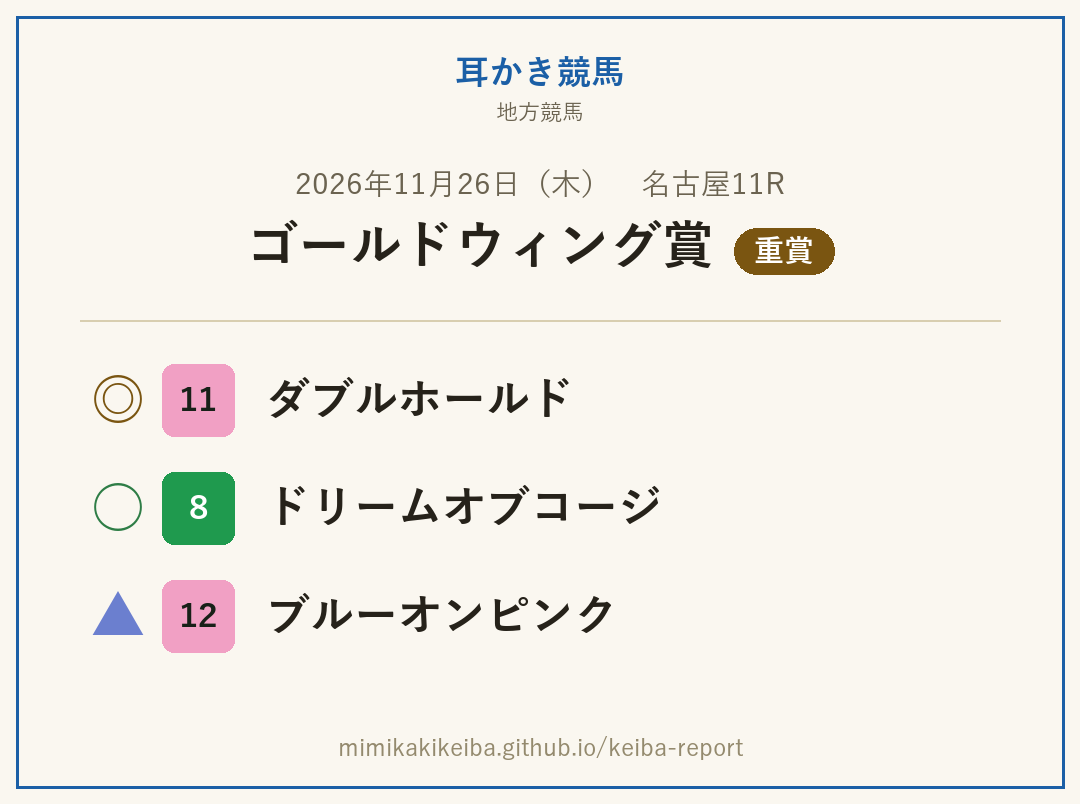 耳かき競馬
地方競馬
2026年11月26日（木）　名古屋11R
ゴールドウィング賞 重賞
◎ 11 ダブルホールド
○ 8 ドリームオブコージ
▲ 12 ブルーオンピンク
mimikakikeiba.github.io/keiba-report